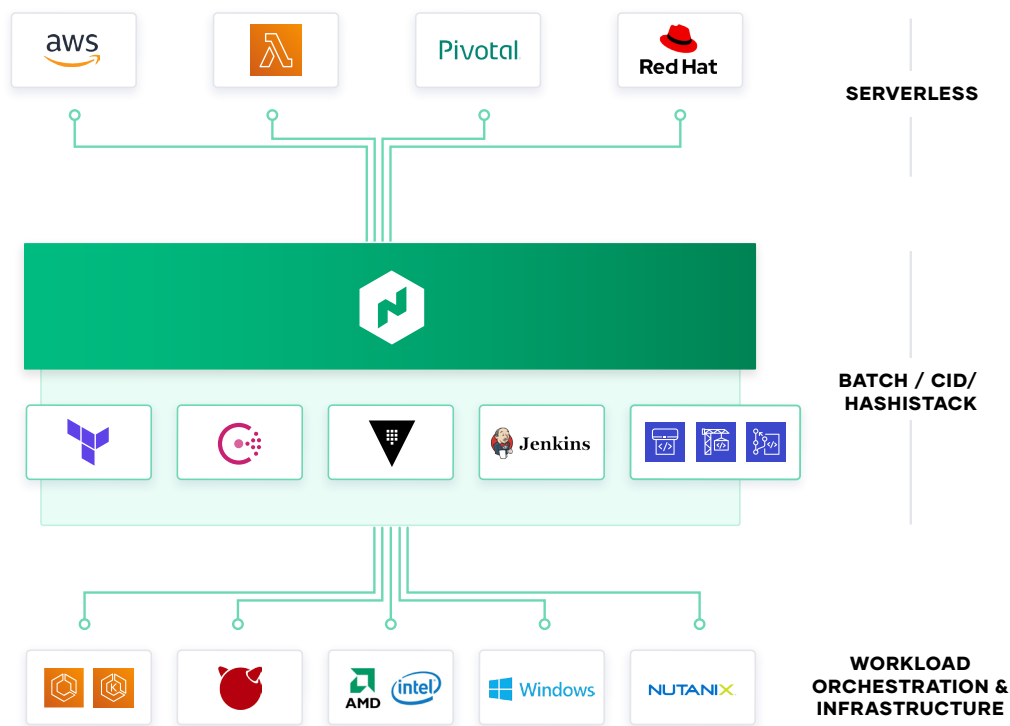 aws
Pivotal
Red Hat
SERVERLESS
BATCH / CID/
HASHISTACK
Jenkins
K
AMD
intel
Windows
NUTANIX
WORKLOAD
ORCHESTRATION &
INFRASTRUCTURE